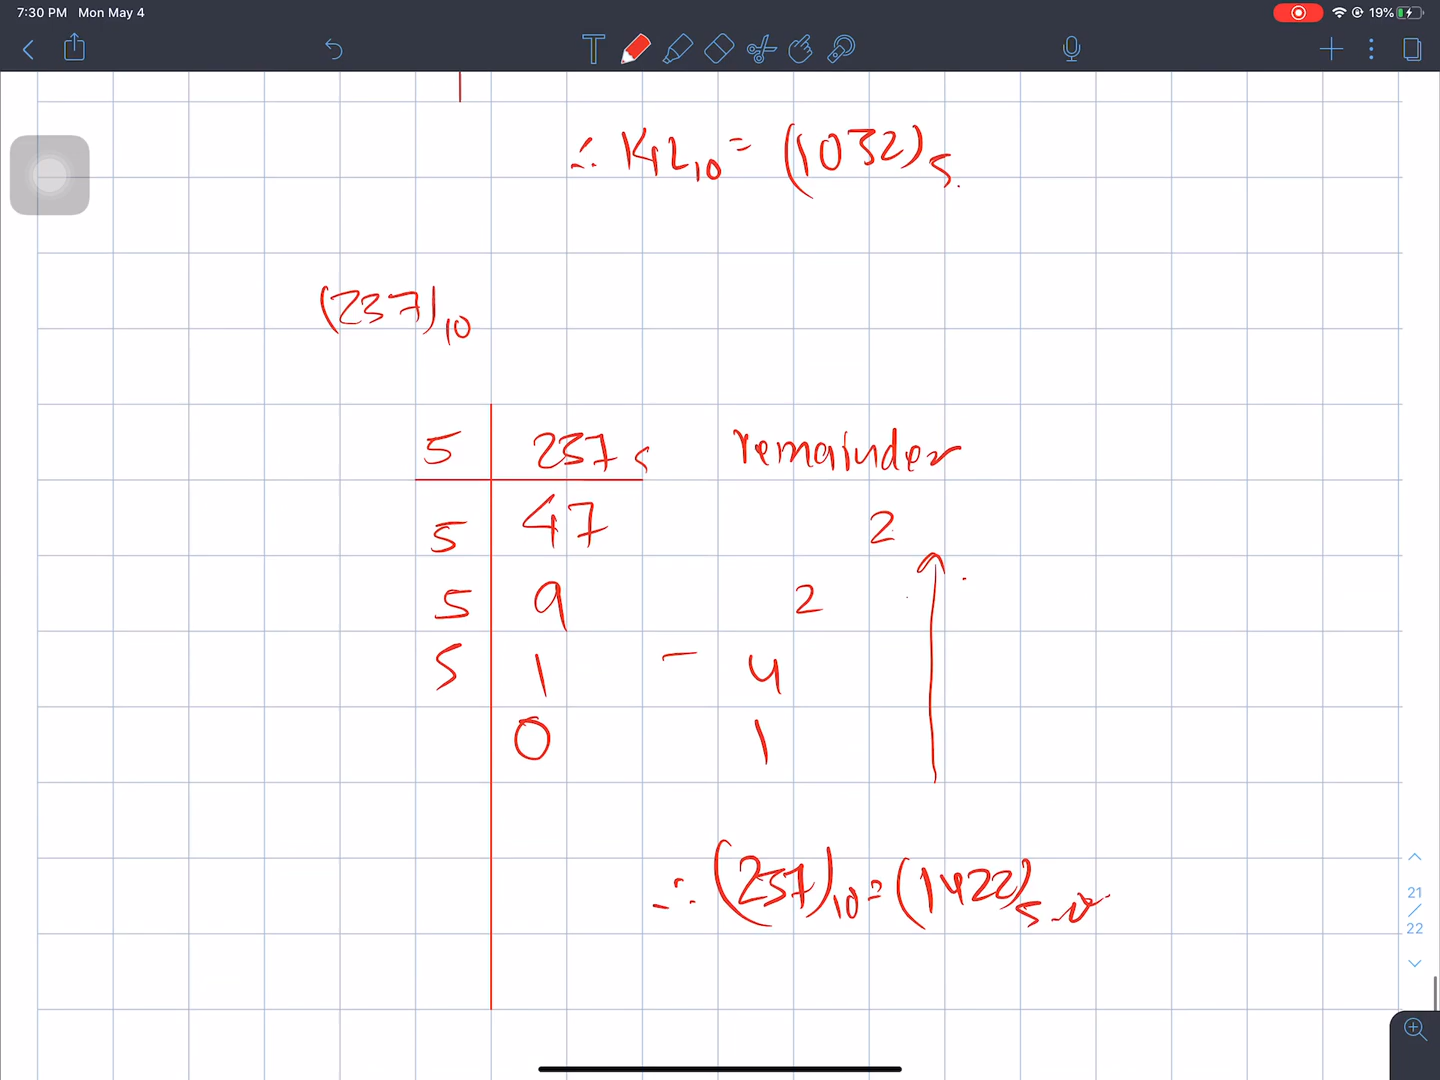 7:30 PM Mon May 4
19%
T
∴ 142₁₀ = (1032)₅.
(237)₁₀
5 237 5 remainder
5 47 2
5 9 2
5 1 - 4
0 1
∴ (237)₁₀ = (1422)₅
21
/
22